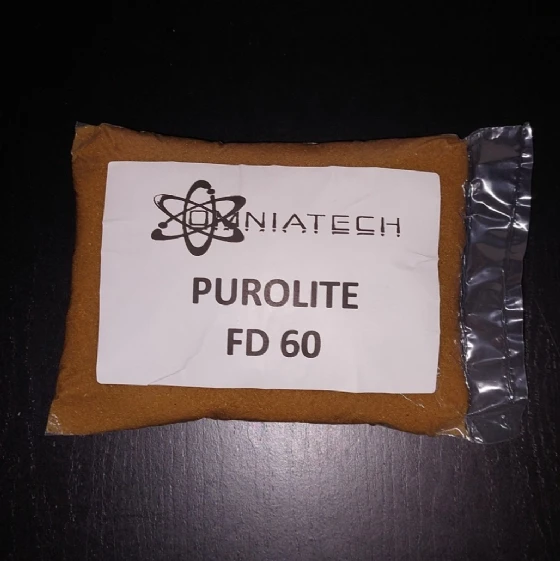 OMNIATECH
PUROLITE
FD 60